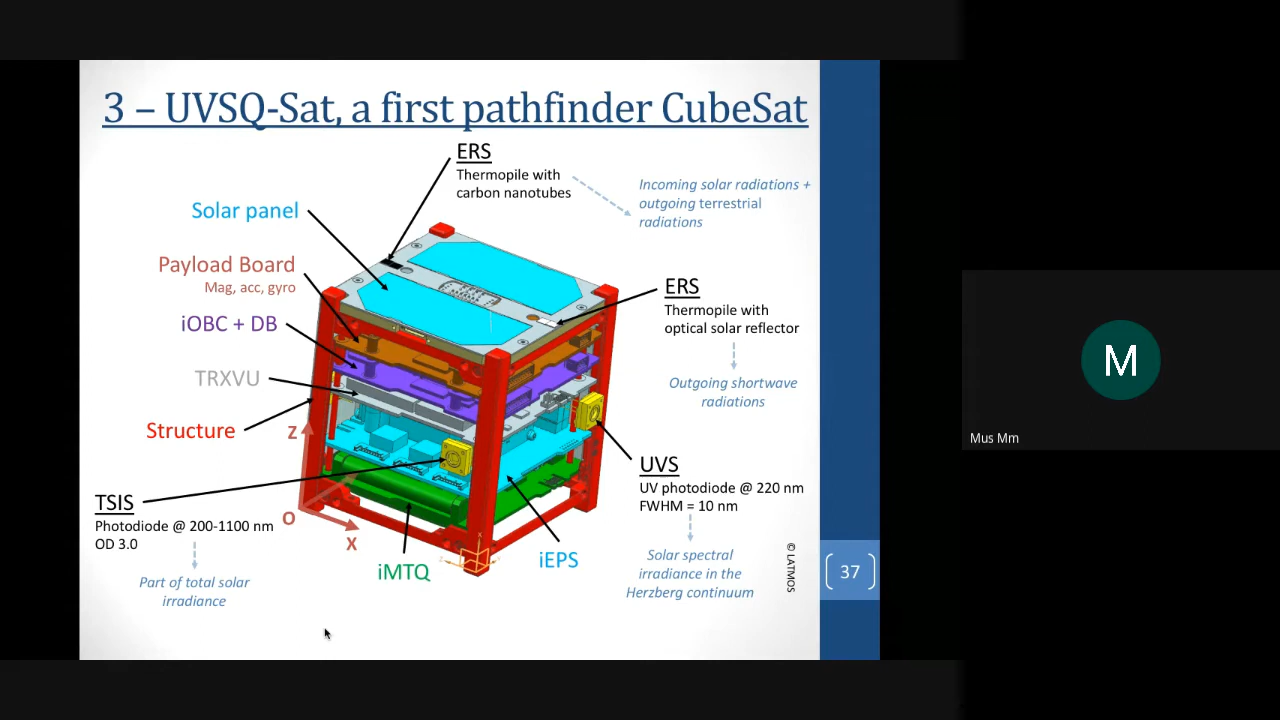 3 – UVSQ-Sat, a first pathfinder CubeSat
ERS
Thermopile with
carbon nanotubes
Incoming solar radiations +
outgoing terrestrial
radiations
Solar panel
Payload Board
Mag, acc, gyro
iOBC + DB
TRXVU
Structure
ERS
Thermopile with
optical solar reflector
Outgoing shortwave
radiations
Z
O
X
TSIS
Photodiode @ 200-1100 nm
OD 3.0
Part of total solar
irradiance
iMTQ
iEPS
UVS
UV photodiode @ 220 nm
FWHM = 10 nm
Solar spectral
irradiance in the
Herzberg continuum
© LATMOS
37
M
Mus Mm